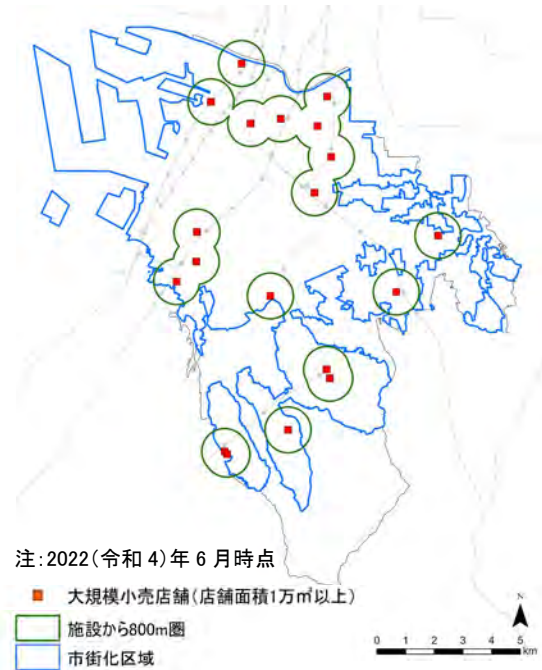 注:2022(令和4)年6月時点
大規模小売店舗(店舗面積1万㎡以上)
施設から800m圏
市街化区域
N
0 1 2 3 4 5
km